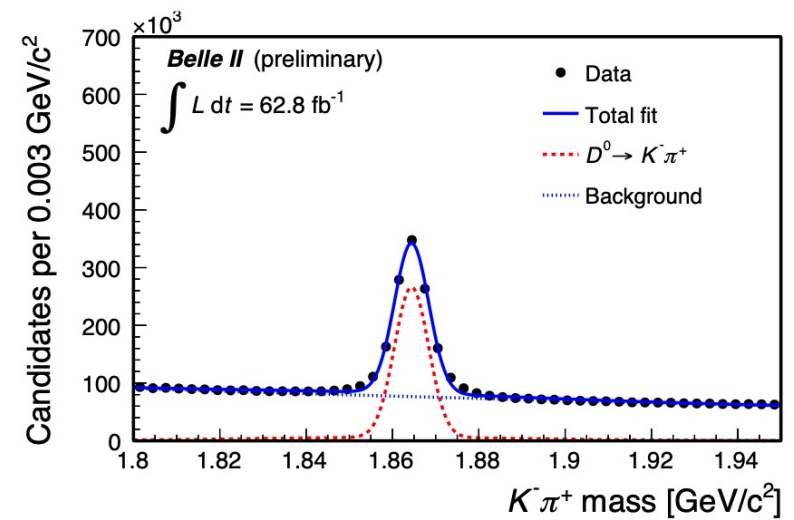 ×10³
700
600
500
400
300
200
100
0
Candidates per 0.003 GeV/c²
Belle II (preliminary)
∫ L dt = 62.8 fb⁻¹
Data
Total fit
D⁰→ K⁻π⁺
Background
1.8 1.82 1.84 1.86 1.88 1.9 1.92 1.94
K⁻π⁺ mass [GeV/c²]